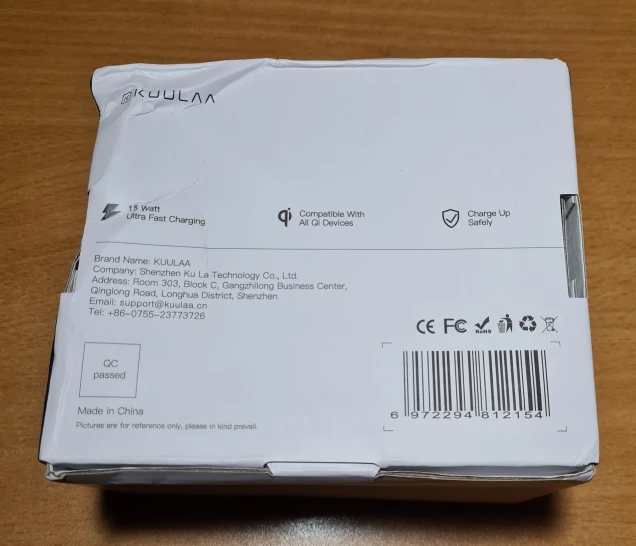 KUULAA
15 Watt
Ultra Fast Charging
Compatible With
All Qi Devices
Charge Up
Safely
Brand Name: KUULAA
Company: Shenzhen Ku La Technology Co., Ltd.
Address: Room 303, Block C, Gangzhilong Business Center,
Qinglong Road, Longhua District, Shenzhen
Email: support@kuulaa.cn
Tel: +86-0755-23773726
CE FC RoHS
QC
passed
6 972294 812154
Made in China
Pictures are for reference only, please in kind prevail.